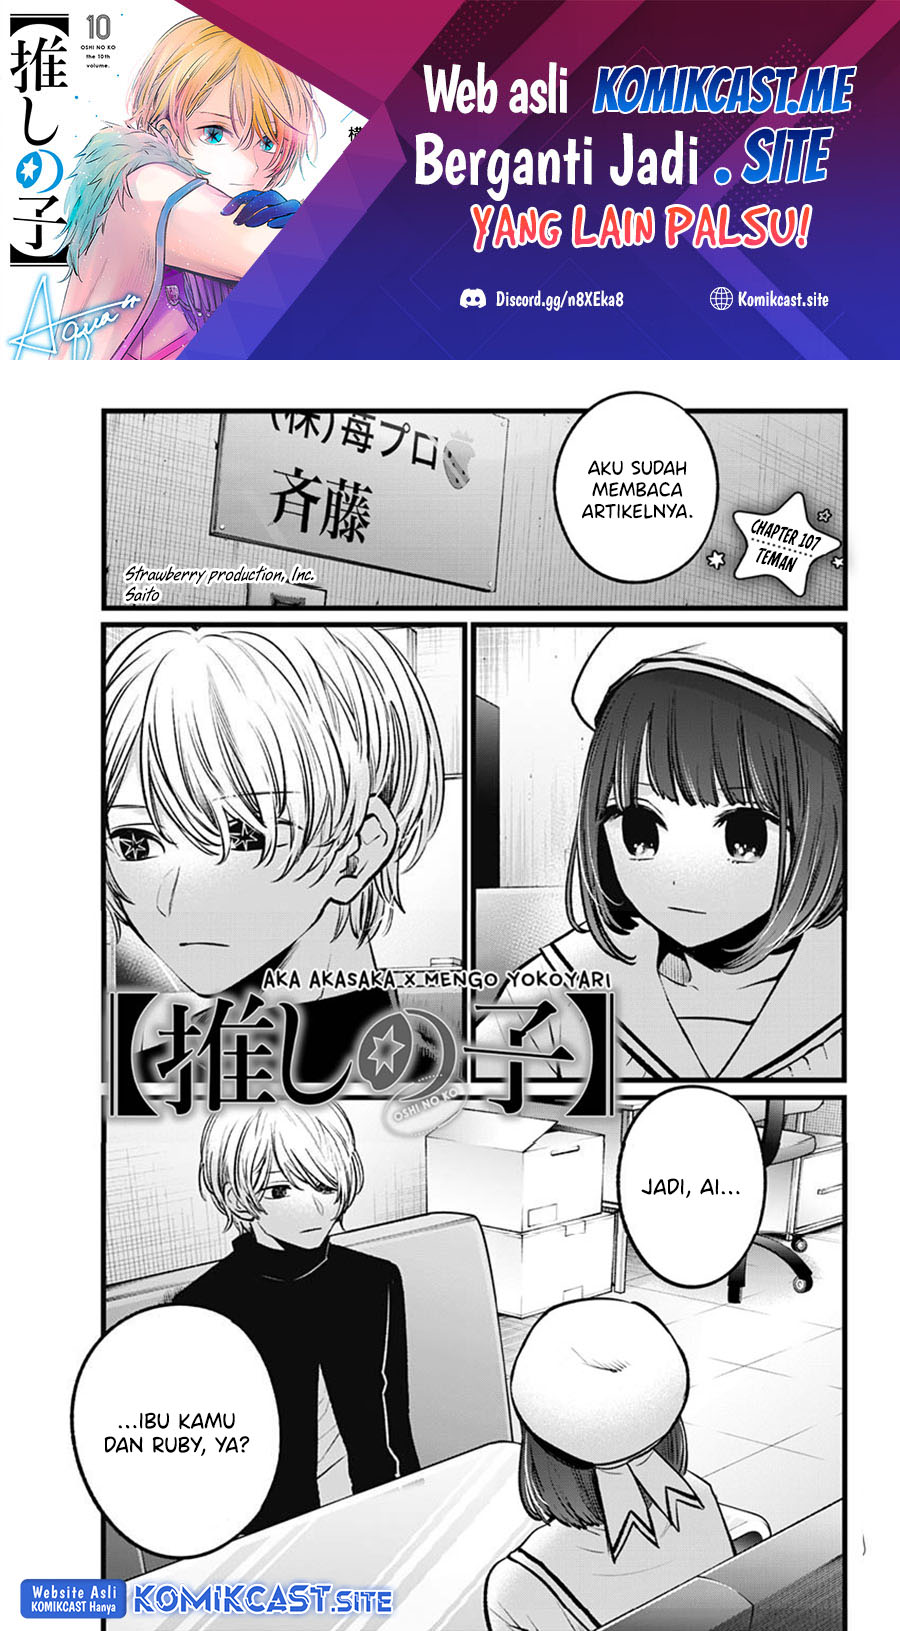 10
OSHI NO KO
the 10th
volume.
【推しの子】
Aqua
Web asli KOMIKCAST.ME
Berganti Jadi .SITE
YANG LAIN PALSU!
Discord.gg/n8XEka8
Komikcast.site
(株)苺プロ
斉藤
Strawberry production, Inc.
Saito
AKU SUDAH
MEMBACA
ARTIKELNYA.
CHAPTER 107
TEMAN
AKA AKASAKA X MENGO YOKOYARI
【推しの子】
OSHI NO KO
JADI, AI...
...IBU KAMU
DAN RUBY, YA?
Website Asli
KOMIKCAST Hanya
KOMIKCAST.SITE